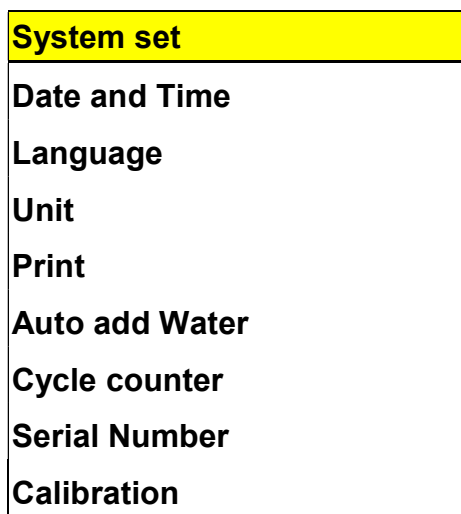 System set
Date and Time
Language
Unit
Print
Auto add Water
Cycle counter
Serial Number
Calibration